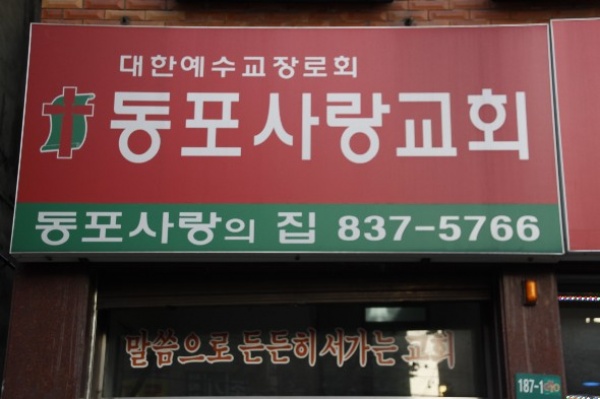 대한예수교장로회
동포사랑교회
동포사랑의 집 837-5766
말씀으로 든든히 서가는 교회
187-1